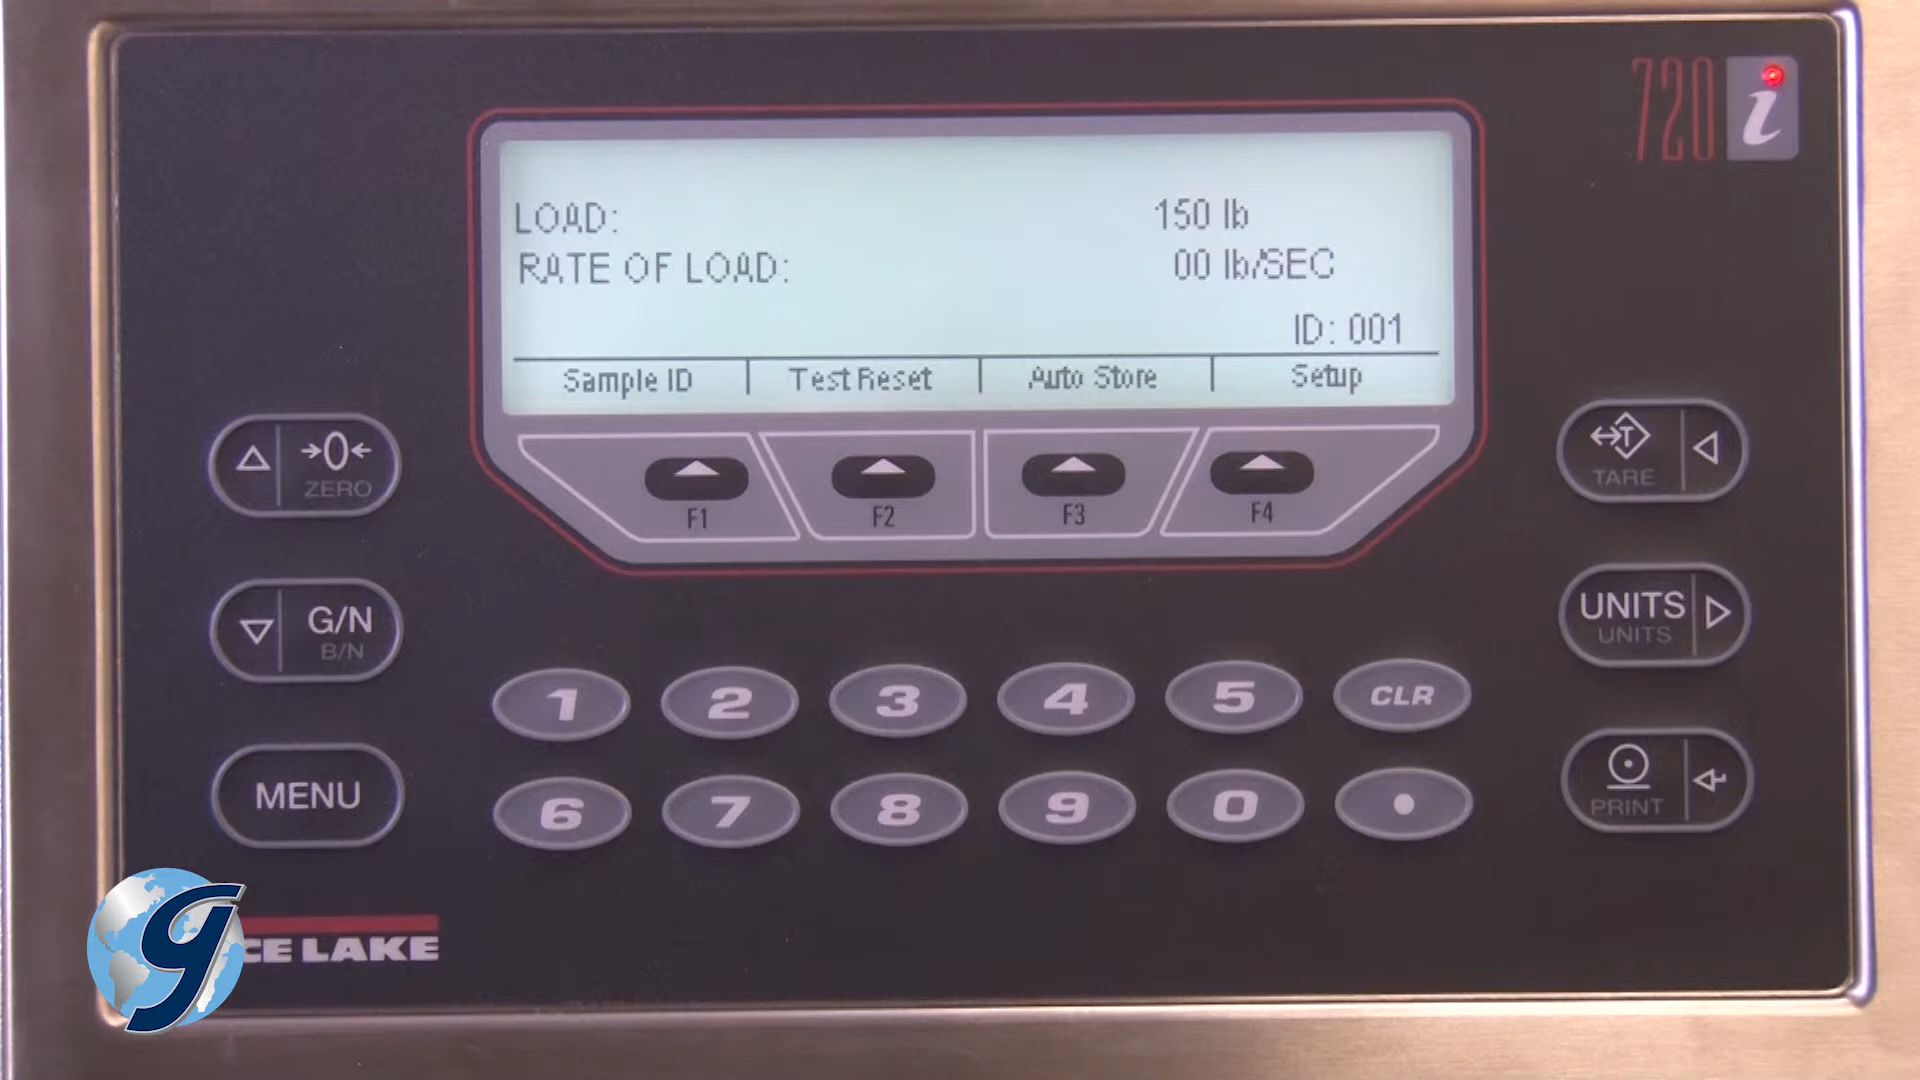 720 i
LOAD: 150 lb
RATE OF LOAD: 00 lb/SEC
ID: 001
Sample ID Test Reset Auto Store Setup
F1 F2 F3 F4
→0←
ZERO
T
TARE
G/N
B/N
UNITS
UNITS
1 2 3 4 5 CLR
MENU
6 7 8 9 0 •
PRINT
g
CE LAKE